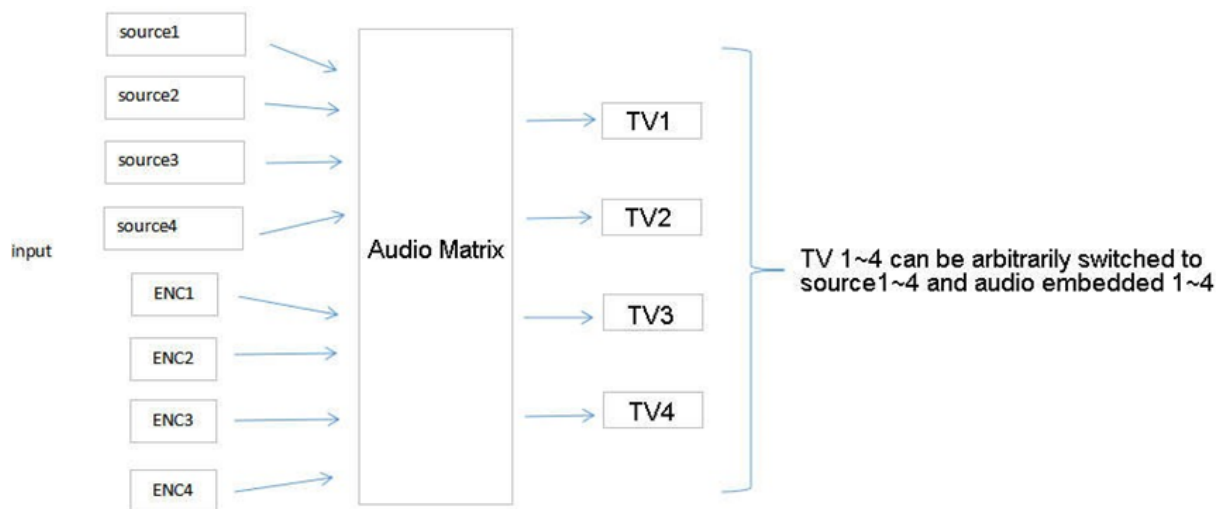 source1
source2
source3
source4
input
ENC1
ENC2
ENC3
ENC4
Audio Matrix
TV1
TV2
TV3
TV4
TV 1~4 can be arbitrarily switched to
source1~4 and audio embedded 1~4